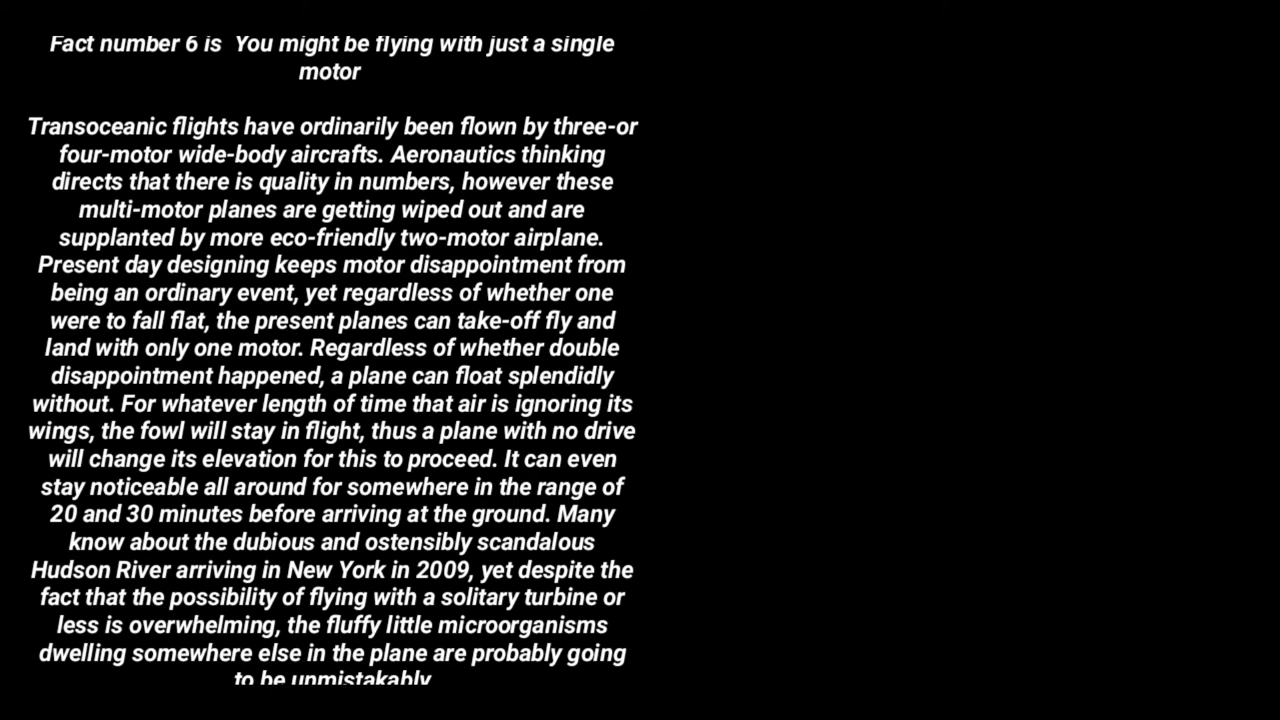 Fact number 6 is  You might be flying with just a single
motor
Transoceanic flights have ordinarily been flown by three-or
four-motor wide-body aircrafts. Aeronautics thinking
directs that there is quality in numbers, however these
multi-motor planes are getting wiped out and are
supplanted by more eco-friendly two-motor airplane.
Present day designing keeps motor disappointment from
being an ordinary event, yet regardless of whether one
were to fall flat, the present planes can take-off fly and
land with only one motor. Regardless of whether double
disappointment happened, a plane can float splendidly
without. For whatever length of time that air is ignoring its
wings, the fowl will stay in flight, thus a plane with no drive
will change its elevation for this to proceed. It can even
stay noticeable all around for somewhere in the range of
20 and 30 minutes before arriving at the ground. Many
know about the dubious and ostensibly scandalous
Hudson River arriving in New York in 2009, yet despite the
fact that the possibility of flying with a solitary turbine or
less is overwhelming, the fluffy little microorganisms
dwelling somewhere else in the plane are probably going
to be unmistakably